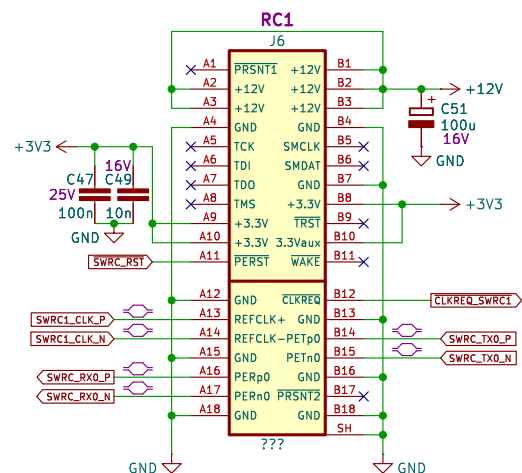 RC1
J6
A1 PRSNT1 +12V B1
A2 +12V +12V B2 +12V
A3 +12V +12V B3
A4 GND GND B4
+ C51
100u
16V
GND
+3V3
A5 TCK SMCLK B5
A6 TDI SMDAT B6
A7 TDO GND B7
A8 TMS +3.3V B8 +3V3
A9 +3.3V TRST B9
A10 +3.3V 3.3Vaux B10
A11 PERST WAKE B11
16V
C47 C49
25V
100n 10n
GND
SWRC_RST
A12 GND CLKREQ B12 CLKREQ_SWRC1
SWRC1_CLK_P A13 REFCLK+ GND B13
SWRC1_CLK_N A14 REFCLK- PETp0 B14 SWRC_TX0_P
A15 GND PETn0 B15 SWRC_TX0_N
SWRC_RX0_P A16 PERp0 GND B16
SWRC_RX0_N A17 PERn0 PRSNT2 B17
A18 GND GND B18
SH
???
GND GND